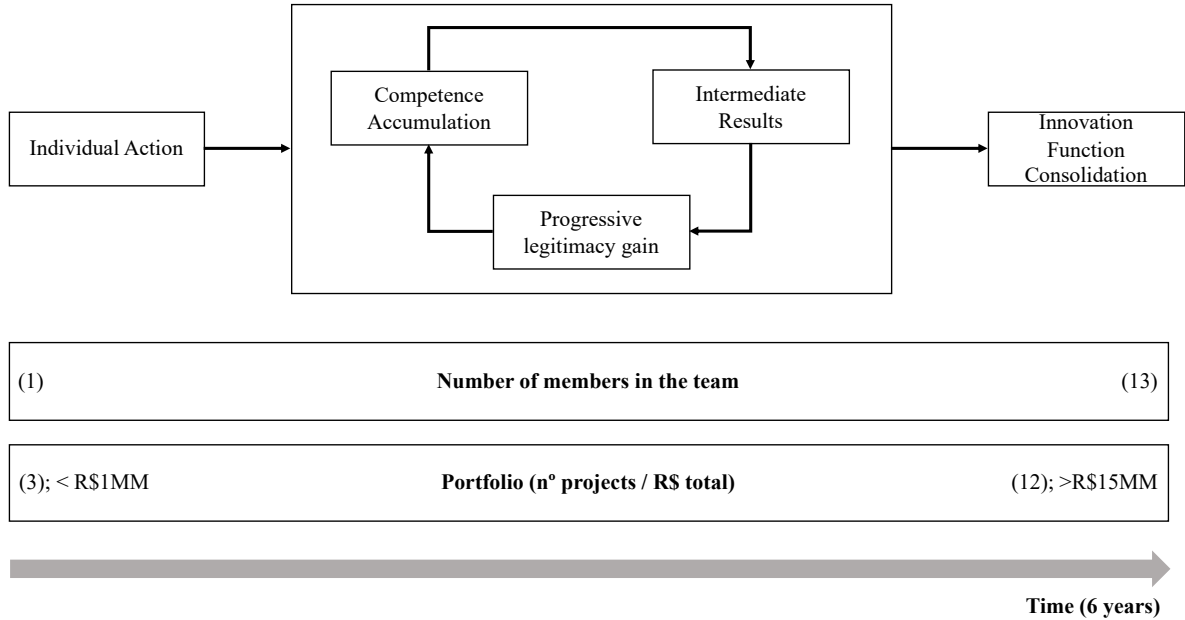 Individual Action
Competence
Accumulation
Intermediate
Results
Progressive
legitimacy gain
Innovation
Function
Consolidation
(1) Number of members in the team (13)
(3); < R$1MM Portfolio (nº projects / R$ total) (12); >R$15MM
Time (6 years)